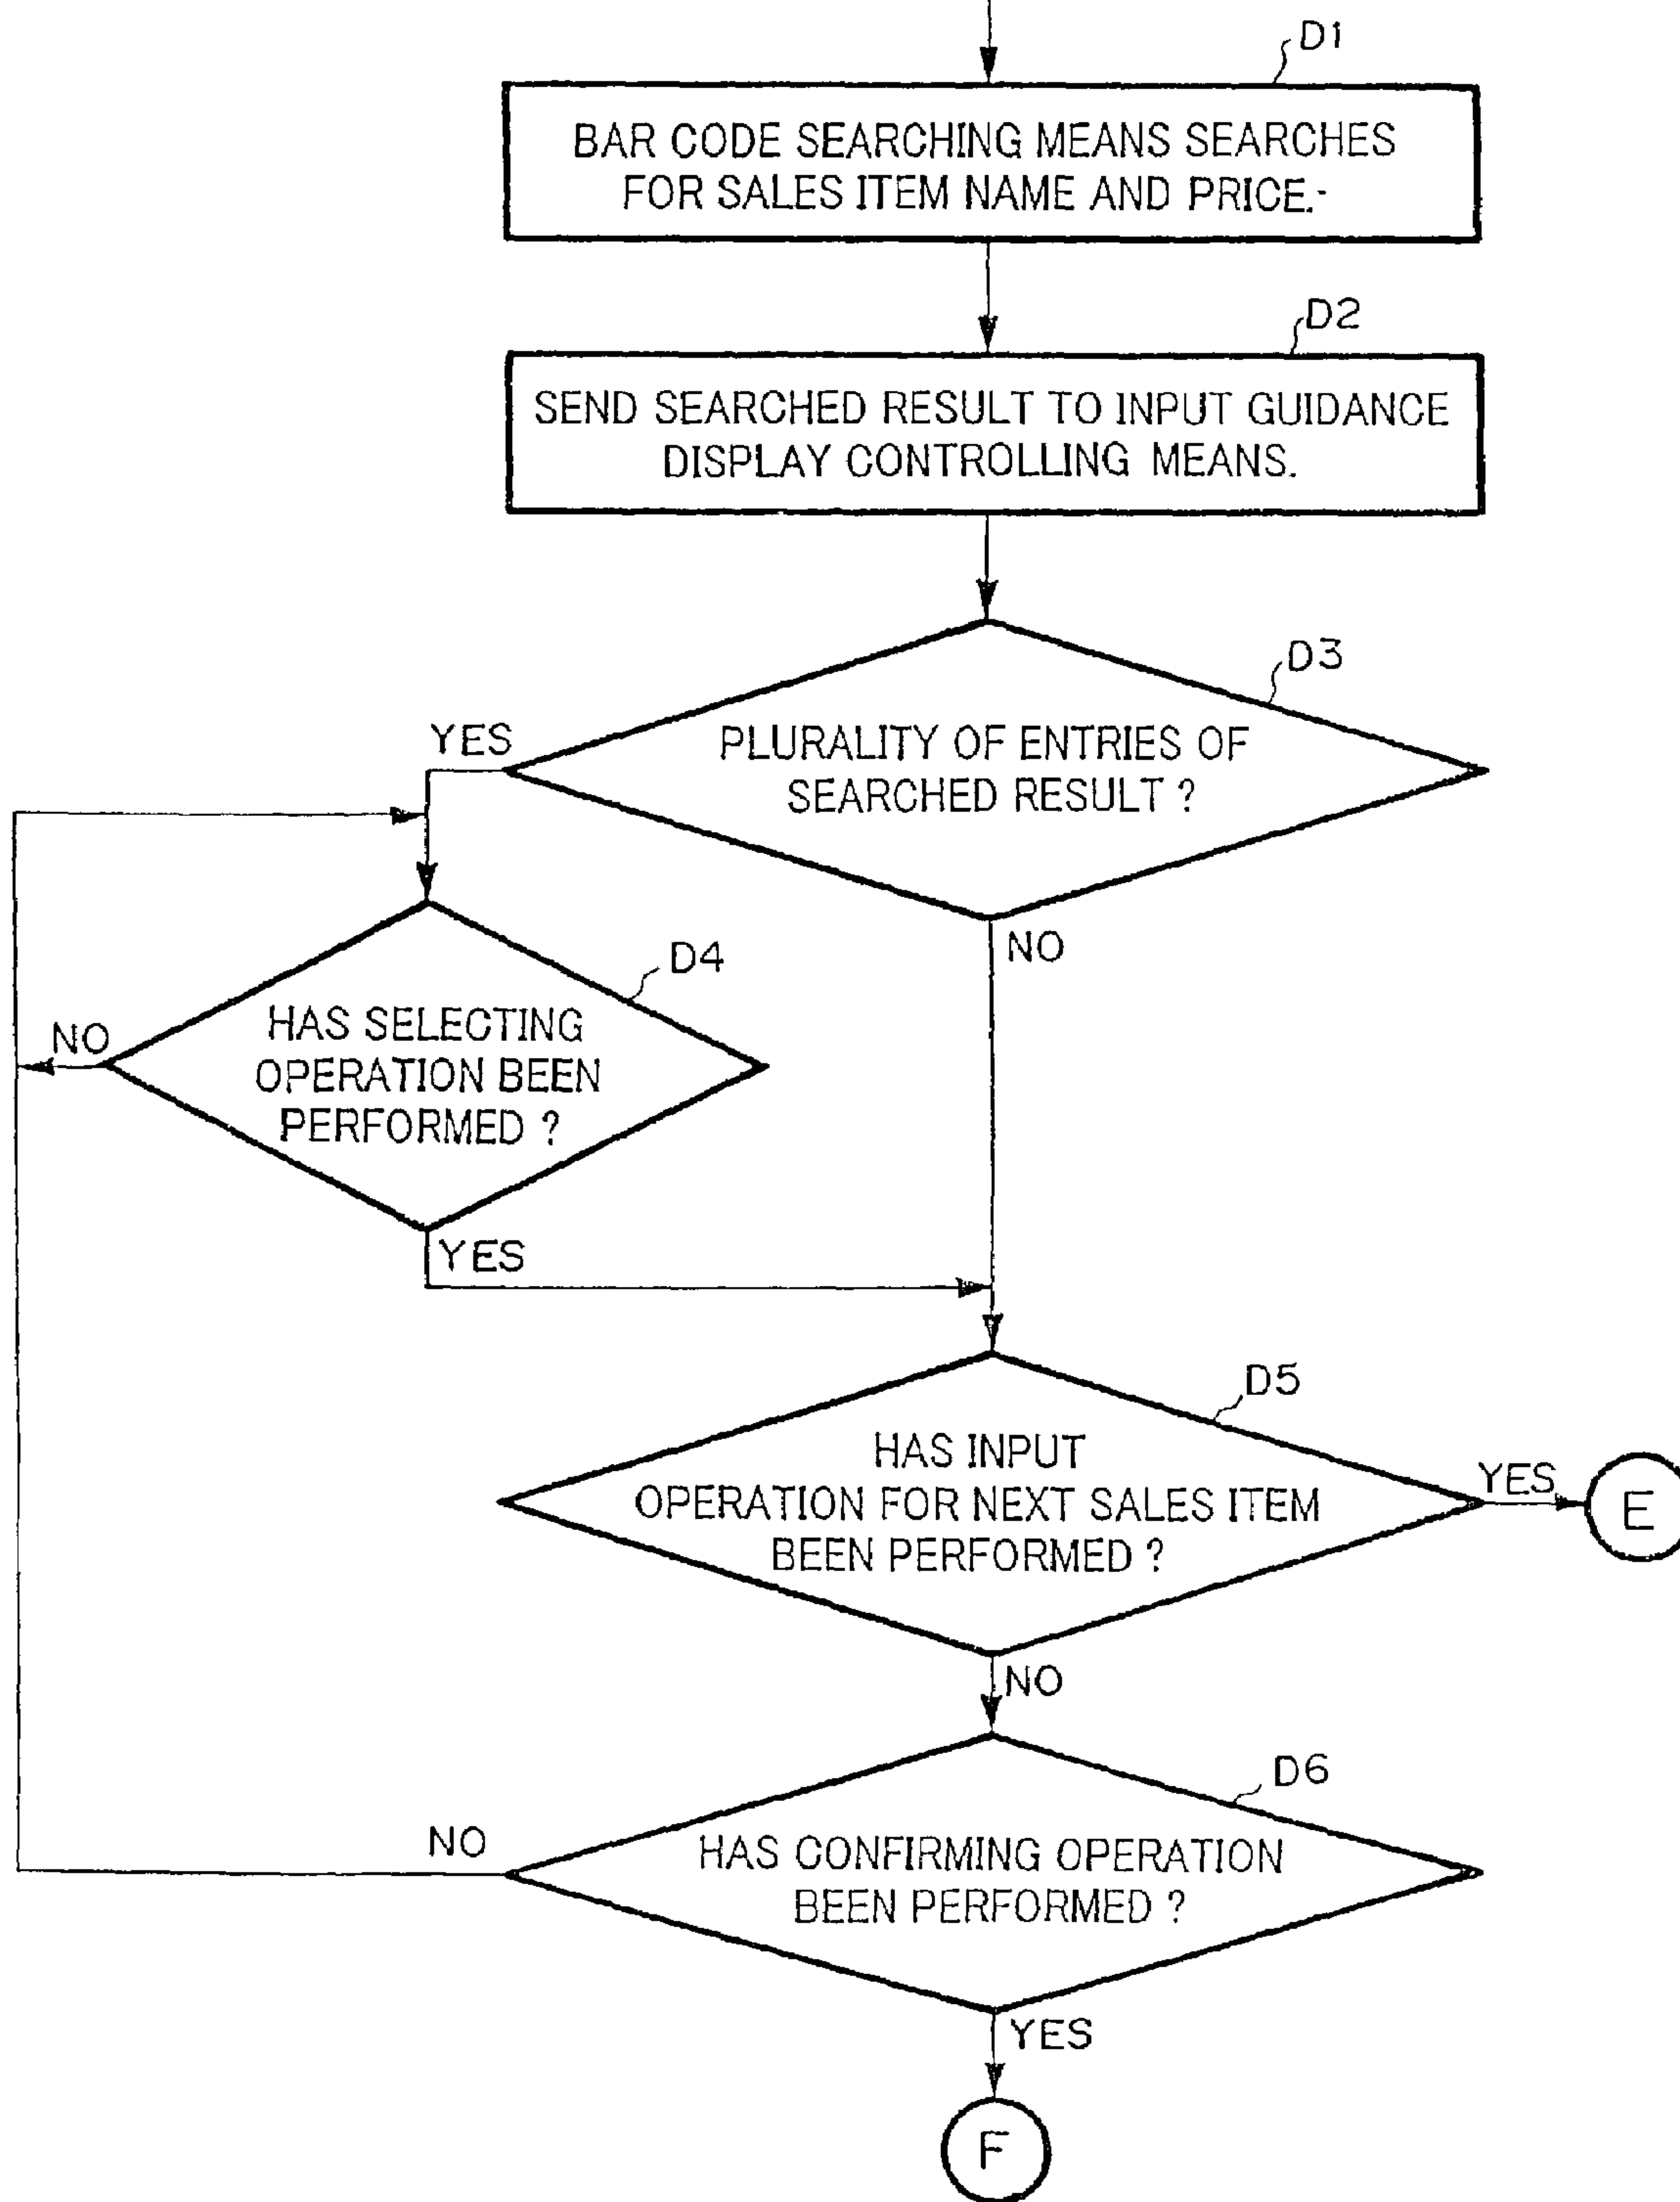 D1
BAR CODE SEARCHING MEANS SEARCHES
FOR SALES ITEM NAME AND PRICE.-
D2
SEND SEARCHED RESULT TO INPUT GUIDANCE
DISPLAY CONTROLLING MEANS.
D3
YES
PLURALITY OF ENTRIES OF
SEARCHED RESULT ?
NO
D4
NO
HAS SELECTING
OPERATION BEEN
PERFORMED ?
YES
D5
HAS INPUT
OPERATION FOR NEXT SALES ITEM
BEEN PERFORMED ?
YES
E
NO
D6
NO
HAS CONFIRMING OPERATION
BEEN PERFORMED ?
YES
F